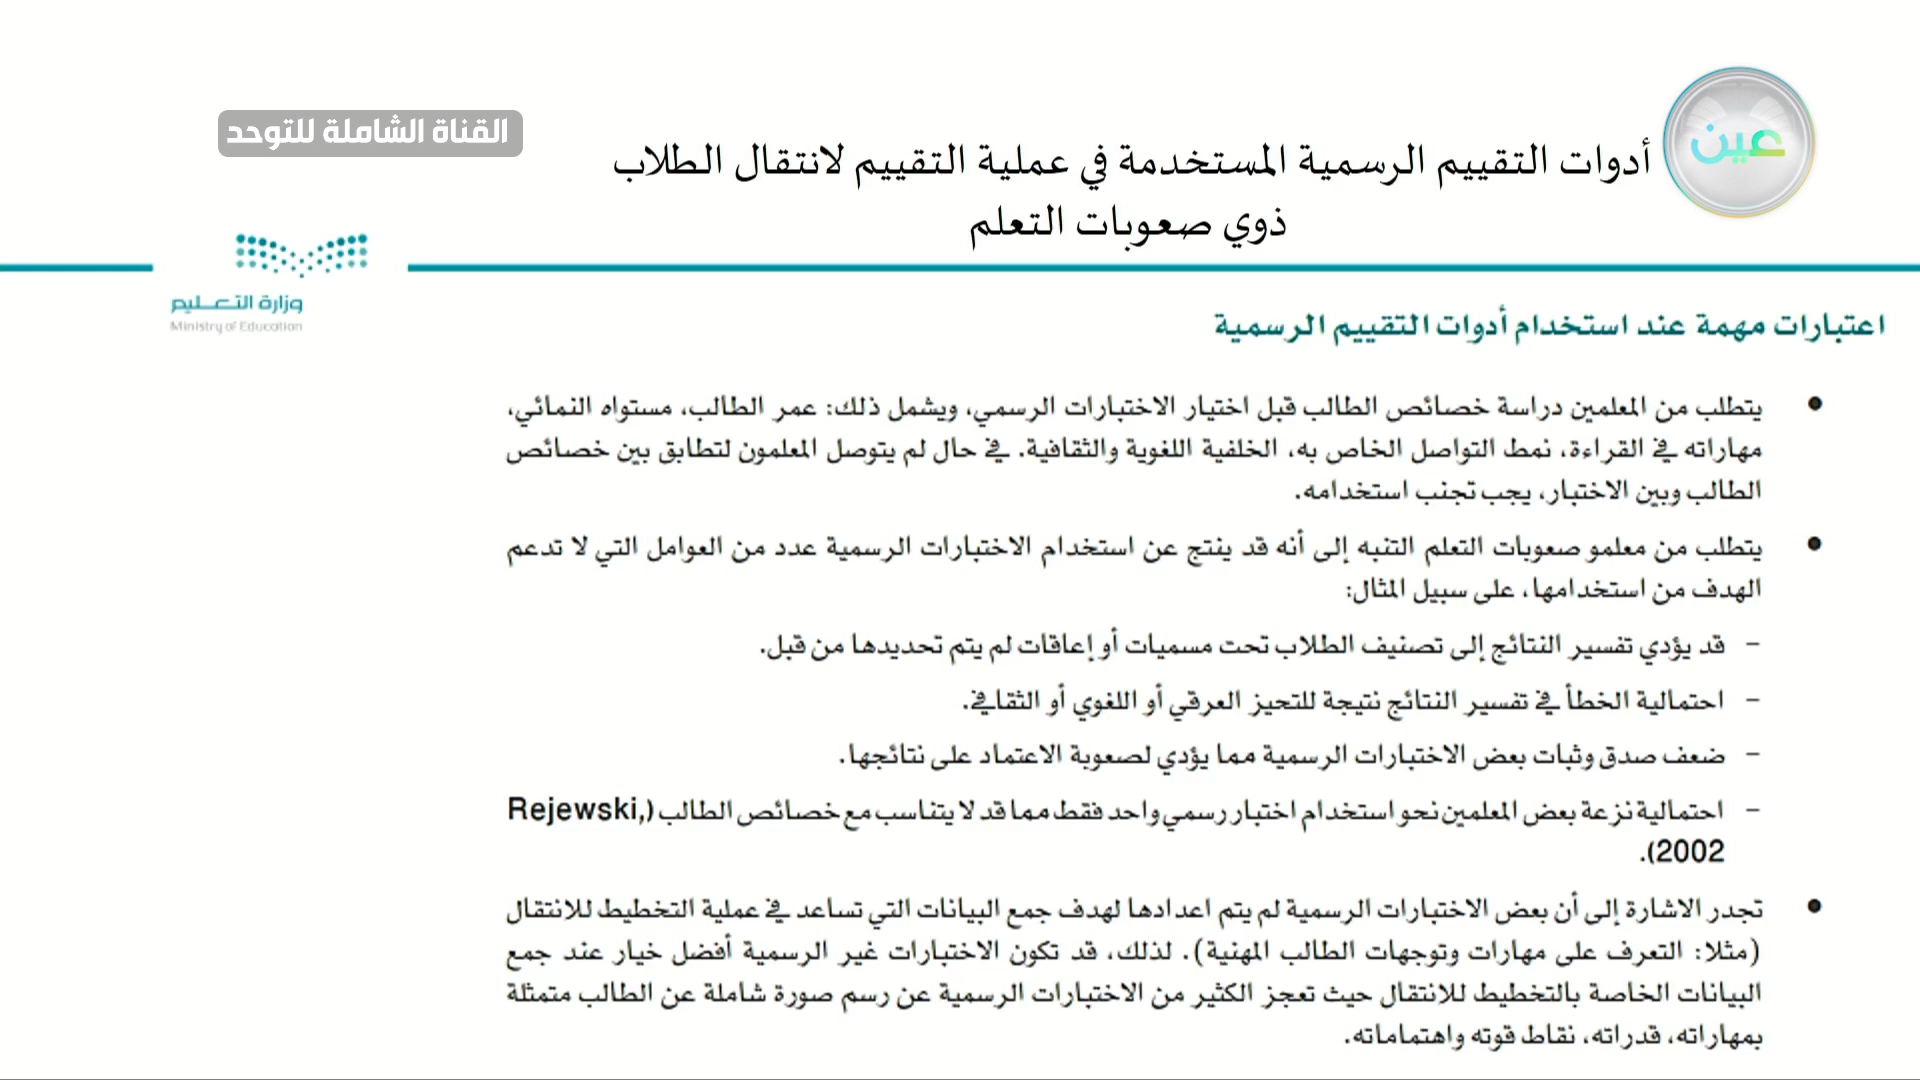 عين
القناة الشاملة للتوحد
أدوات التقييم الرسمية المستخدمة في عملية التقييم لانتقال الطلاب
ذوي صعوبات التعلم
وزارة التعليم
Ministry of Education
اعتبارات مهمة عند استخدام أدوات التقييم الرسمية
• يتطلب من المعلمين دراسة خصائص الطالب قبل اختيار الاختبارات الرسمي، ويشمل ذلك: عمر الطالب، مستواه النمائي،
مهاراته في القراءة، نمط التواصل الخاص به، الخلفية اللغوية والثقافية. في حال لم يتوصل المعلمون لتطابق بين خصائص
الطالب وبين الاختبار، يجب تجنب استخدامه.
• يتطلب من معلمو صعوبات التعلم التنبه إلى أنه قد ينتج عن استخدام الاختبارات الرسمية عدد من العوامل التي لا تدعم
الهدف من استخدامها، على سبيل المثال:
– قد يؤدي تفسير النتائج إلى تصنيف الطلاب تحت مسميات أو إعاقات لم يتم تحديدها من قبل.
– احتمالية الخطأ في تفسير النتائج نتيجة للتحيز العرقي أو اللغوي أو الثقافي.
– ضعف صدق وثبات بعض الاختبارات الرسمية مما يؤدي لصعوبة الاعتماد على نتائجها.
– احتمالية نزعة بعض المعلمين نحو استخدام اختبار رسمي واحد فقط مما قد لا يتناسب مع خصائص الطالب (Rejewski,
2002).
• تجدر الاشارة إلى أن بعض الاختبارات الرسمية لم يتم اعدادها لهدف جمع البيانات التي تساعد في عملية التخطيط للانتقال
(مثلا: التعرف على مهارات وتوجهات الطالب المهنية). لذلك، قد تكون الاختبارات غير الرسمية أفضل خيار عند جمع
البيانات الخاصة بالتخطيط للانتقال حيث تعجز الكثير من الاختبارات الرسمية عن رسم صورة شاملة عن الطالب متمثلة
بمهاراته، قدراته، نقاط قوته واهتماماته.